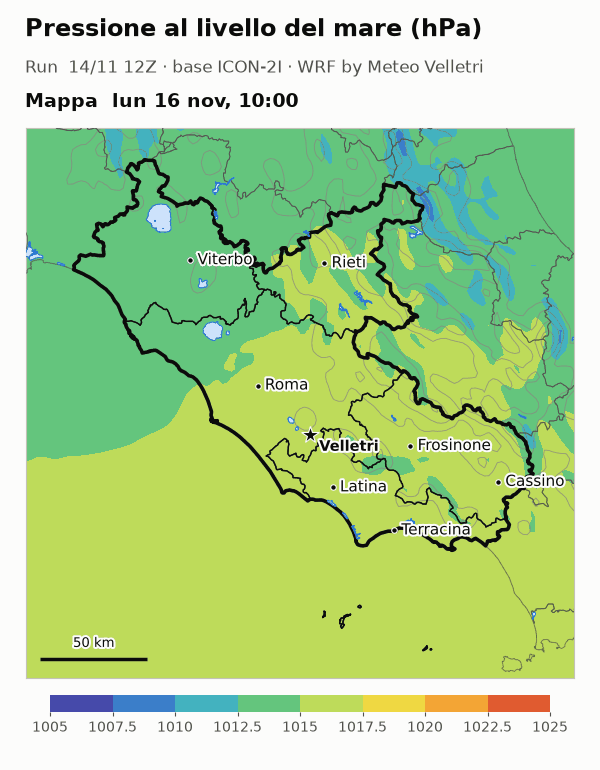 Pressione al livello del mare (hPa)
Run  14/11 12Z · base ICON-2I · WRF by Meteo Velletri
Mappa  lun 16 nov, 10:00
Viterbo
Rieti
Roma
Velletri
Frosinone
Latina
Cassino
Terracina
50 km
1005 1007.5 1010 1012.5 1015 1017.5 1020 1022.5 1025